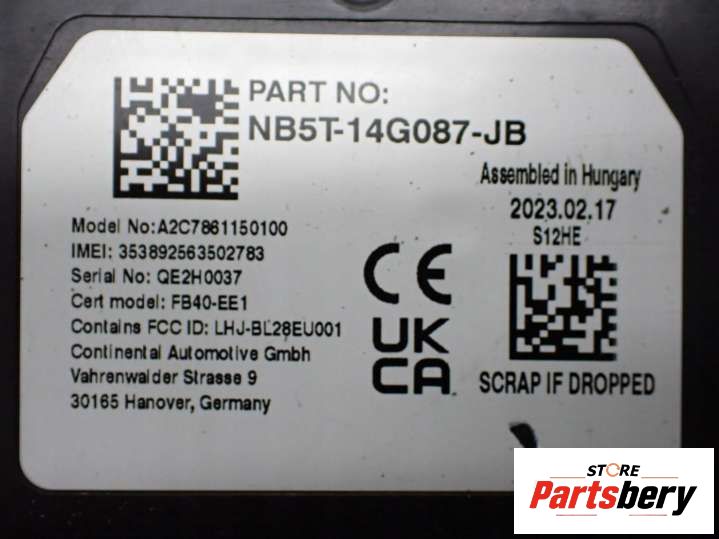 PART NO:
NB5T-14G087-JB
Assembled in Hungary
2023.02.17
S12HE
Model No:A2C7861150100
IMEI: 353892563502783
Serial No: QE2H0037
Cert model: FB40-EE1
Contains FCC ID: LHJ-BL28EU001
Continental Automotive Gmbh
Vahrenwalder Strasse 9
30165 Hanover, Germany
CE
UK
CA
SCRAP IF DROPPED
STORE
Partsbery